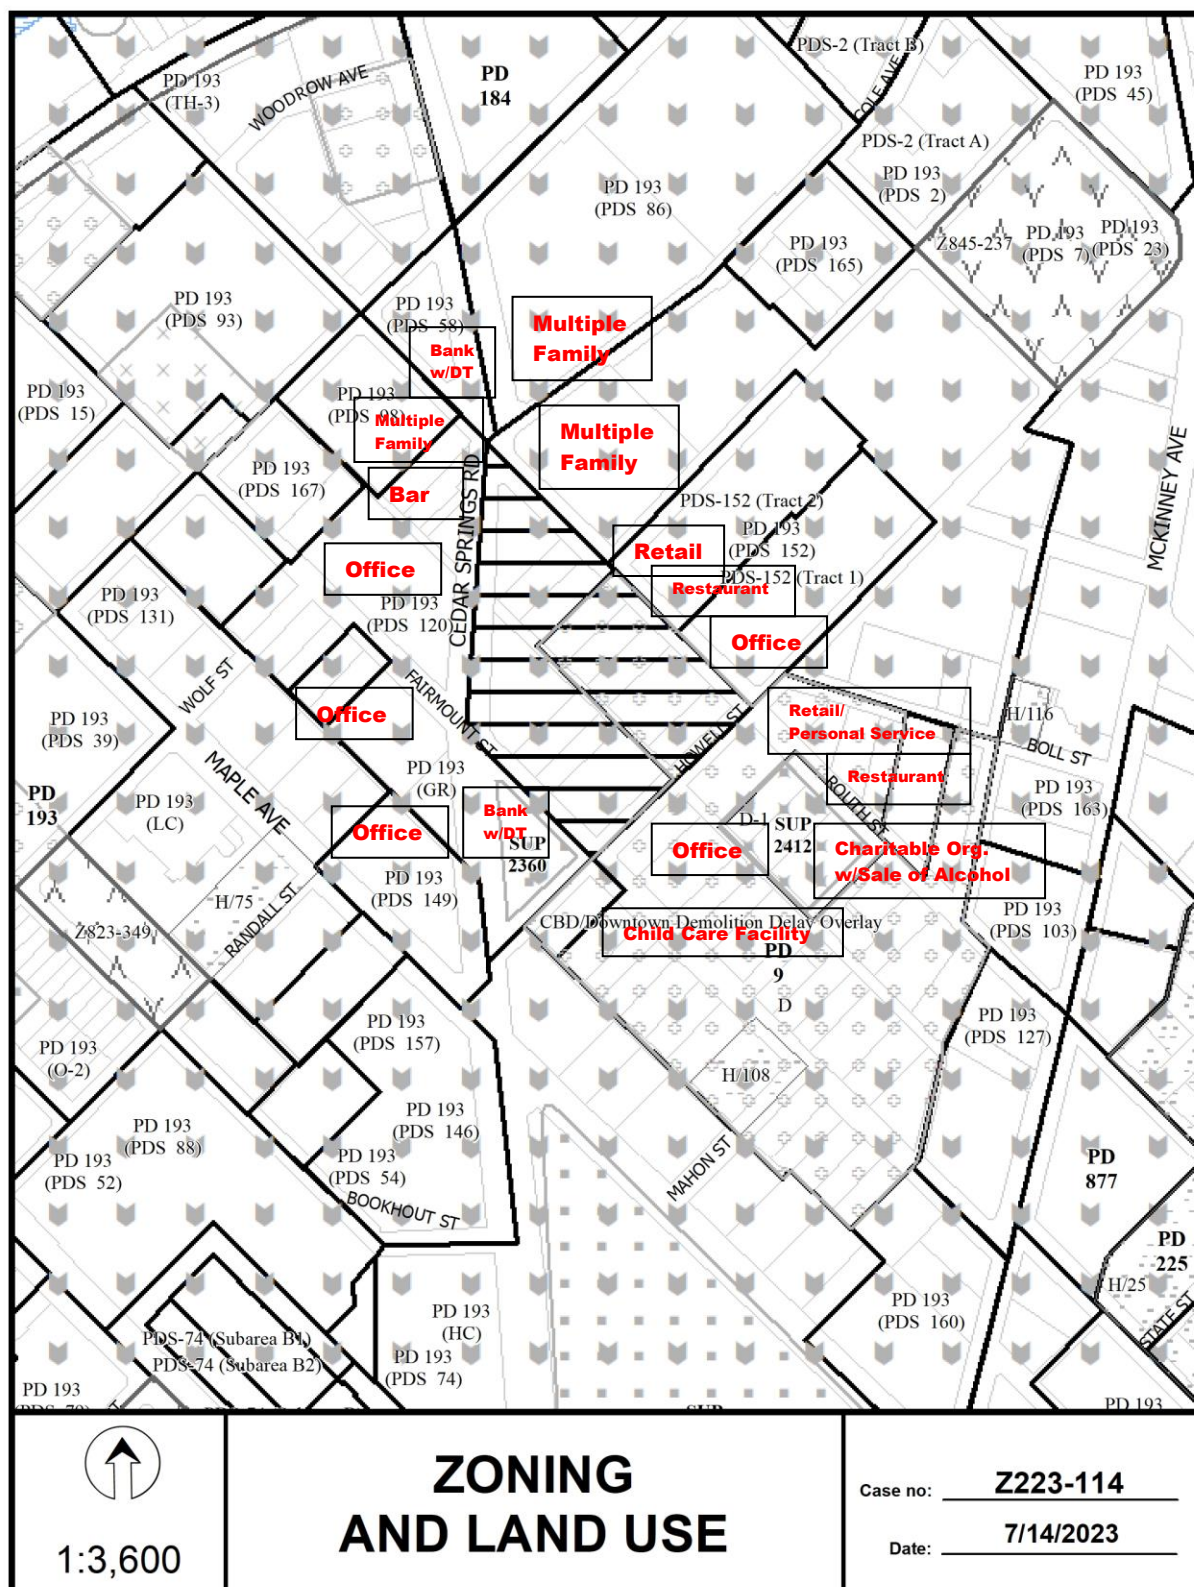 PDS-2 (Tract B)
PD
184
PD 193
(TH-3)
WOODROW AVE
PD 193
(PDS 45)
COLE AVE
PDS-2 (Tract A)
PD 193
(PDS 2)
PD 193
(PDS 86)
PD 193
(PDS 165)
Z845-237
PD 193
(PDS 7)
PD 193
(PDS 23)
PD 193
(PDS 93)
PD 193
(PDS 58)
Multiple
Family
Bank
w/DT
PD 193
(PDS 15)
PD 193
(PDS 98)
Multiple
Family
Multiple
Family
PD 193
(PDS 167)
Bar
CEDAR SPRINGS RD
MCKINNEY AVE
PDS-152 (Tract 2)
PD 193
(PDS 152)
Retail
PDS-152 (Tract 1)
Restaurant
Office
PD 193
(PDS 131)
PD 193
(PDS 120)
Office
WOLF ST
FAIRMOUNT ST
PD 193
(PDS 39)
Office
HOWELL ST
Retail/
Personal Service
H/116
BOLL ST
MAPLE AVE
PD 193
(GR)
Restaurant
ROUTH ST
PD
193
PD 193
(LC)
PD 193
(PDS 163)
Bank
w/DT
SUP
2360
Office
D-1
SUP
2412
Office
Charitable Org.
w/Sale of Alcohol
H/75
RANDALL ST
PD 193
(PDS 149)
Z823-349
CBD/Downtown Demolition Delay Overlay
Child Care Facility
PD
9
D
PD 193
(PDS 103)
PD 193
(O-2)
PD 193
(PDS 157)
PD 193
(PDS 127)
H/108
PD 193
(PDS 88)
PD 193
(PDS 146)
PD 193
(PDS 52)
PD 193
(PDS 54)
MAHON ST
PD
877
BOOKHOUT ST
PD
225
H/25
STATE ST
PD 193
(HC)
PD 193
(PDS 160)
PDS-74 (Subarea B1)
PDS-74 (Subarea B2)
PD 193
(PDS 74)
PD 193
PD 193
1:3,600
ZONING
AND LAND USE
Case no: Z223-114
Date: 7/14/2023